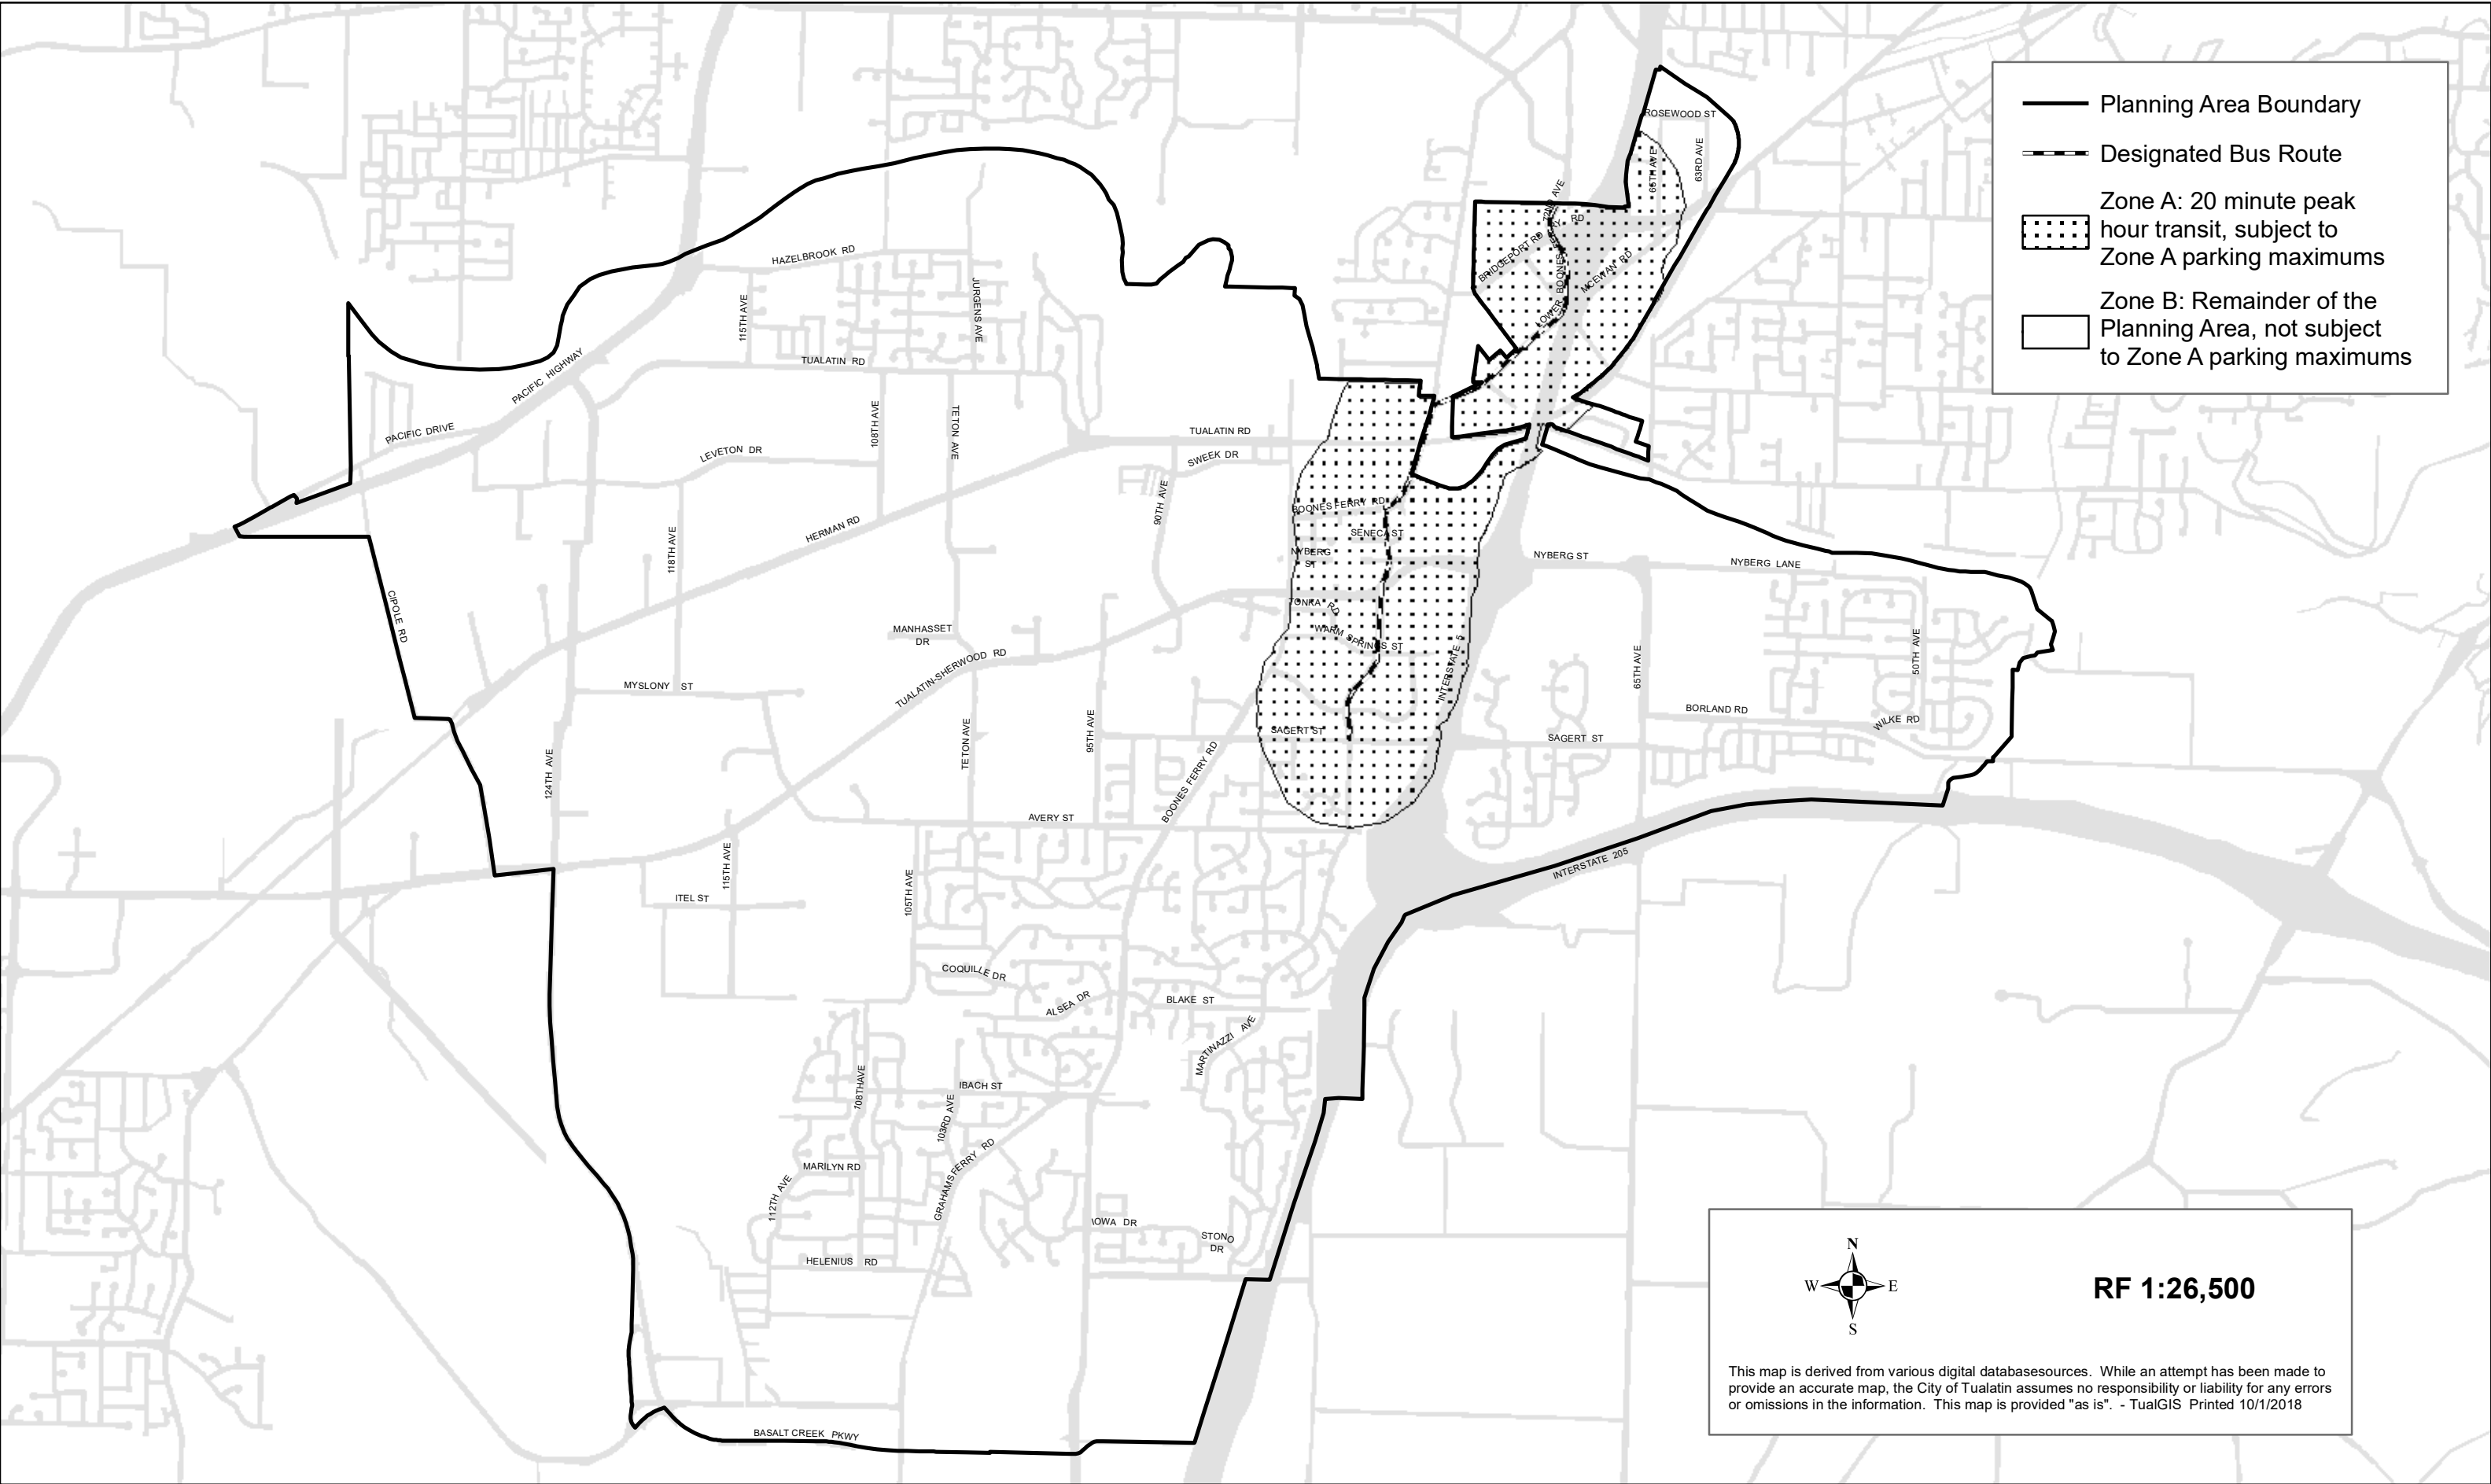 Planning Area Boundary
Designated Bus Route
Zone A: 20 minute peak
hour transit, subject to
Zone A parking maximums
Zone B: Remainder of the
Planning Area, not subject
to Zone A parking maximums
ROSEWOOD ST
65TH AVE
63RD AVE
72ND AVE
RD
BRIDGEPORT RD
LOWER BOONES FERRY
MCEWAN RD
HAZELBROOK RD
115TH AVE
JURGENS AVE
TUALATIN RD
PACIFIC HIGHWAY
PACIFIC DRIVE
108TH AVE
TETON AVE
LEVETON DR
TUALATIN RD
SWEEK DR
90TH AVE
BOONES FERRY RD
SENECA ST
NYBERG
ST
NYBERG ST
NYBERG LANE
118TH AVE
HERMAN RD
CIPOLE RD
TONKA RD
WARM SPRINGS ST
INTERSTATE 5
MANHASSET
DR
TUALATIN-SHERWOOD RD
65TH AVE
50TH AVE
MYSLONY ST
BORLAND RD
WILKE RD
TETON AVE
95TH AVE
SAGERT ST
SAGERT ST
124TH AVE
BOONES FERRY RD
AVERY ST
115TH AVE
INTERSTATE 205
ITEL ST
105TH AVE
COQUILLE DR
ALSEA DR
BLAKE ST
MARTINAZZI AVE
108THAVE
IBACH ST
103RD AVE
GRAHAMS FERRY RD
MARILYN RD
112TH AVE
IOWA DR
STONO
DR
HELENIUS RD
BASALT CREEK PKWY
N
W
E
S
RF 1:26,500
This map is derived from various digital databasesources. While an attempt has been made to
provide an accurate map, the City of Tualatin assumes no responsibility or liability for any errors
or omissions in the information. This map is provided "as is". - TualGIS Printed 10/1/2018